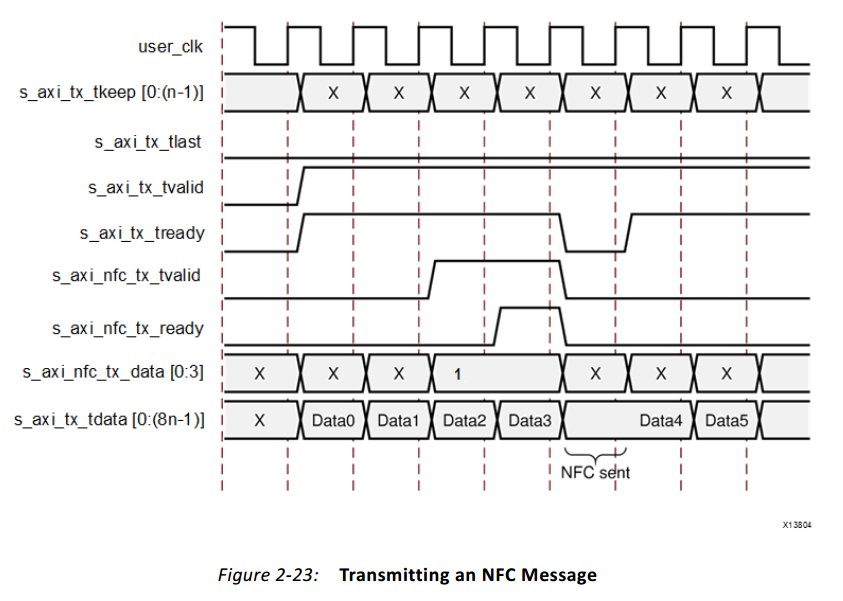 user_clk
s_axi_tx_tkeep [0:(n-1)] X X X X X X X
s_axi_tx_tlast
s_axi_tx_tvalid
s_axi_tx_tready
s_axi_nfc_tx_tvalid
s_axi_nfc_tx_ready
s_axi_nfc_tx_data [0:3] X X X 1 X X X
s_axi_tx_tdata [0:(8n-1)] X Data0 Data1 Data2 Data3 Data4 Data5
NFC sent
X13804
Figure 2-23: Transmitting an NFC Message